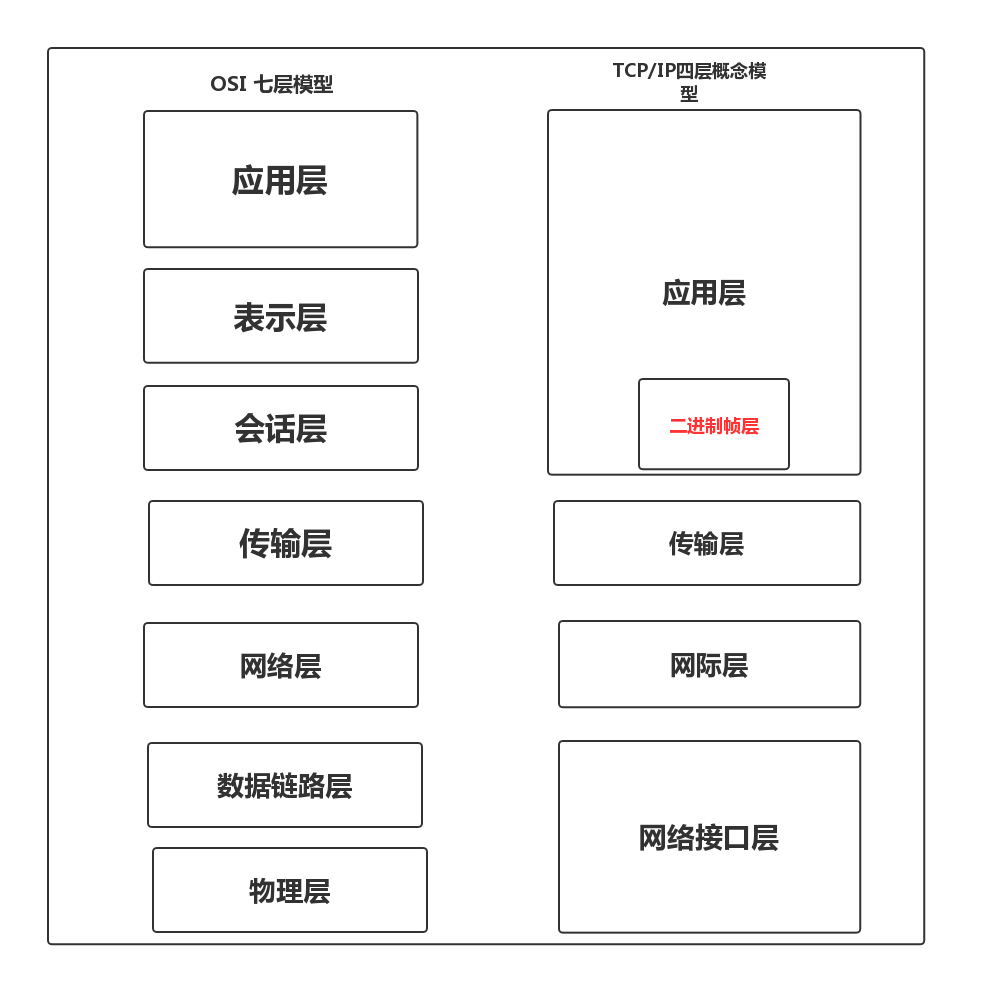 OSI 七层模型
应用层
表示层
会话层
传输层
网络层
数据链路层
物理层
TCP/IP四层概念模
型
应用层
二进制帧层
传输层
网际层
网络接口层